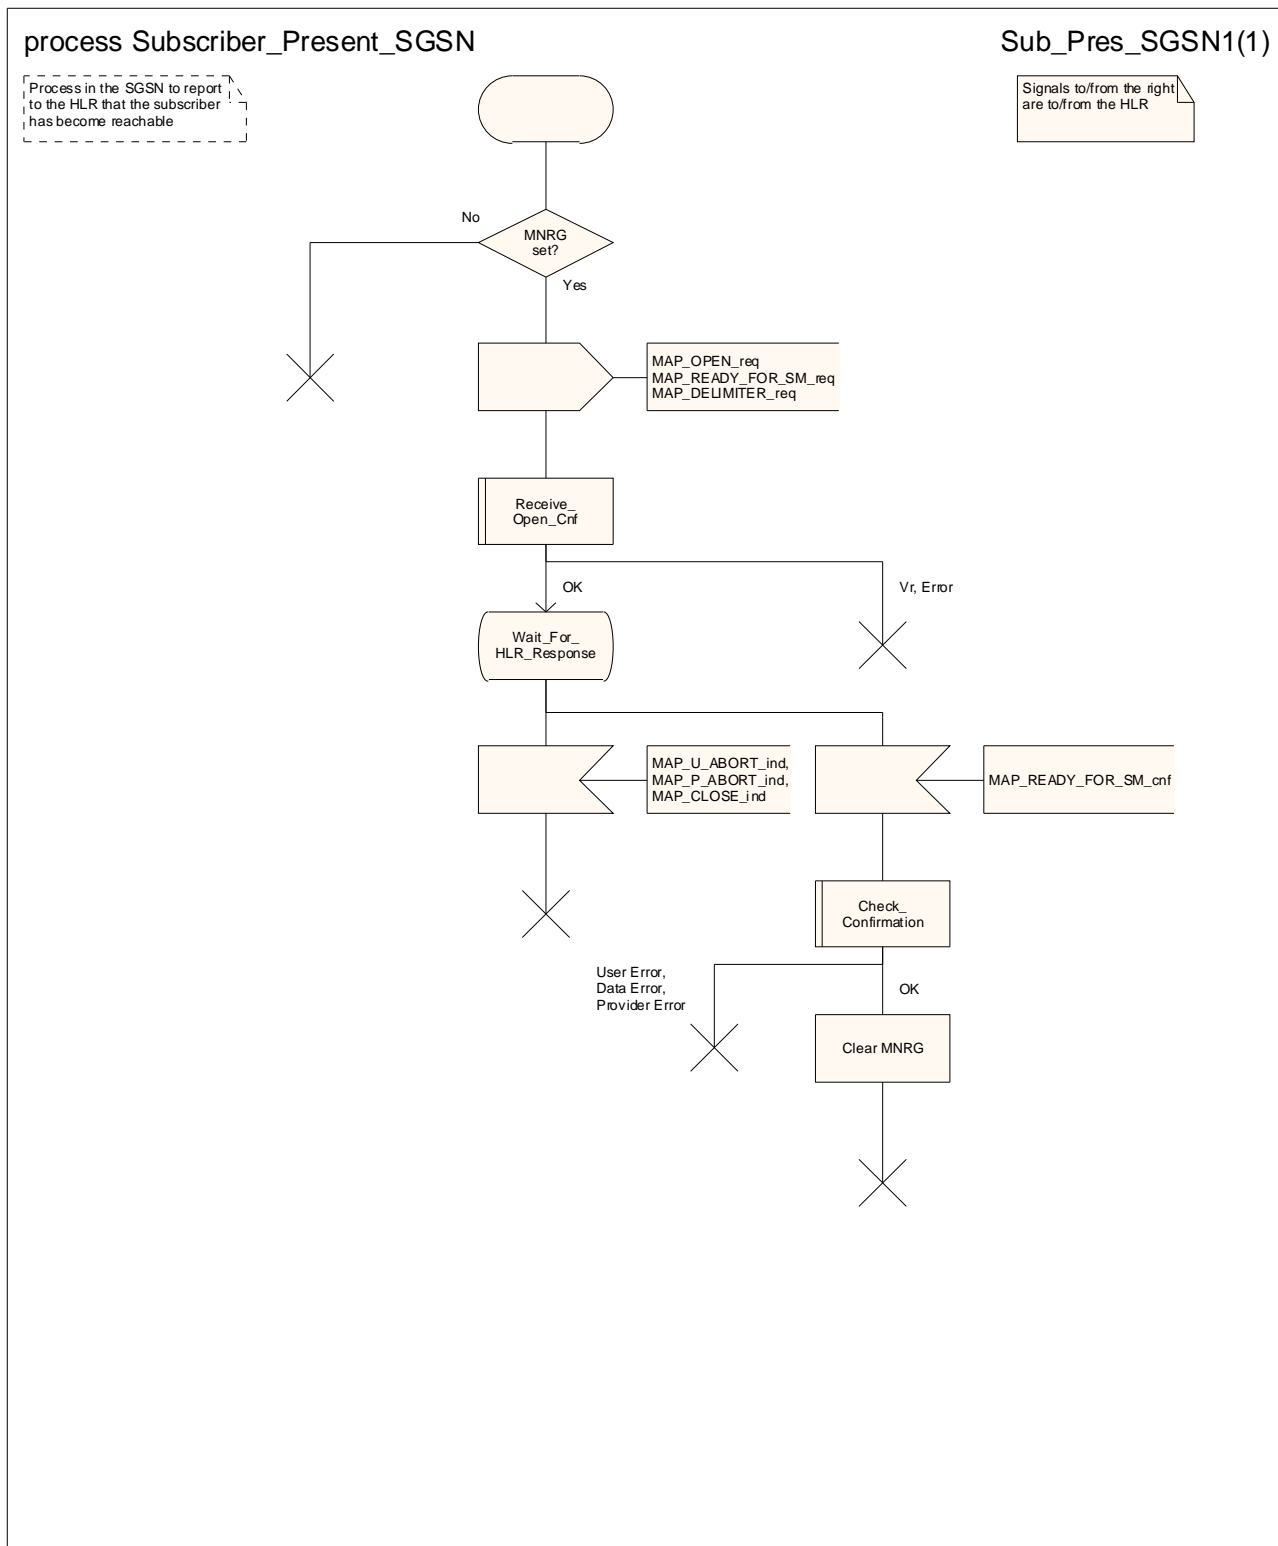 process Subscriber_Present_SGSN
Sub_Pres_SGSN1(1)
Process in the SGSN to report
to the HLR that the subscriber
has become reachable
Signals to/from the right
are to/from the HLR
No
MNRG
set?
Yes
MAP_OPEN_req
MAP_READY_FOR_SM_req
MAP_DELIMITER_req
Receive_
Open_Cnf
OK
Vr, Error
Wait_For_
HLR_Response
MAP_U_ABORT_ind,
MAP_P_ABORT_ind,
MAP_CLOSE_ind
MAP_READY_FOR_SM_cnf
Check_
Confirmation
User Error,
Data Error,
Provider Error
OK
Clear MNRG